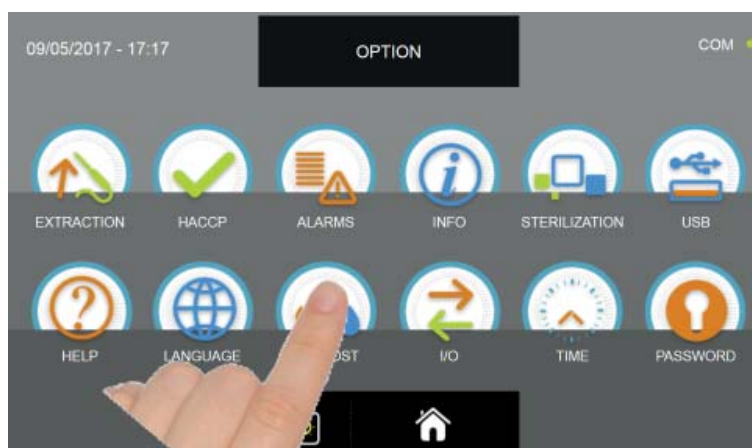 09/05/2017 - 17:17
OPTION
COM
EXTRACTION
HACCP
ALARMS
INFO
STERILIZATION
USB
HELP
LANGUAGE
I/O
TIME
PASSWORD